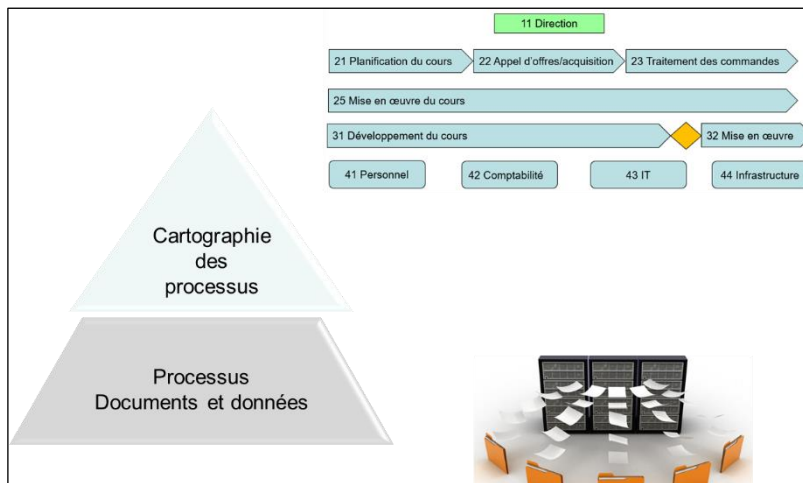 11 Direction
21 Planification du cours
22 Appel d'offres/acquisition
23 Traitement des commandes
25 Mise en œuvre du cours
31 Développement du cours
32 Mise en œuvre
41 Personnel
42 Comptabilité
43 IT
44 Infrastructure
Cartographie
des
processus
Processus
Documents et données